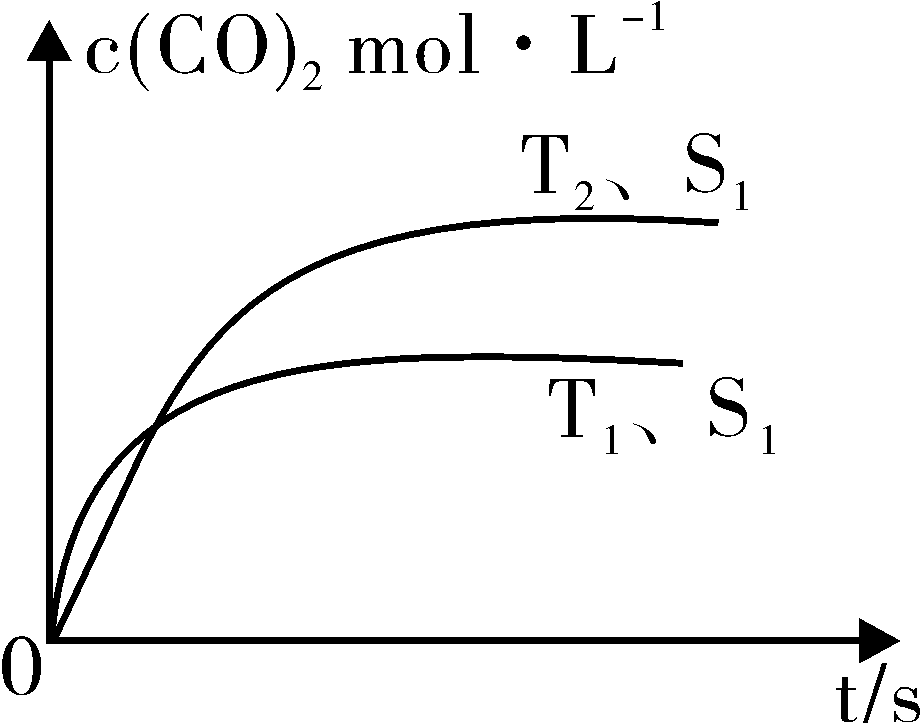 c(CO)₂ mol · L⁻¹
T₂、S₁
T₁、S₁
0
t/s